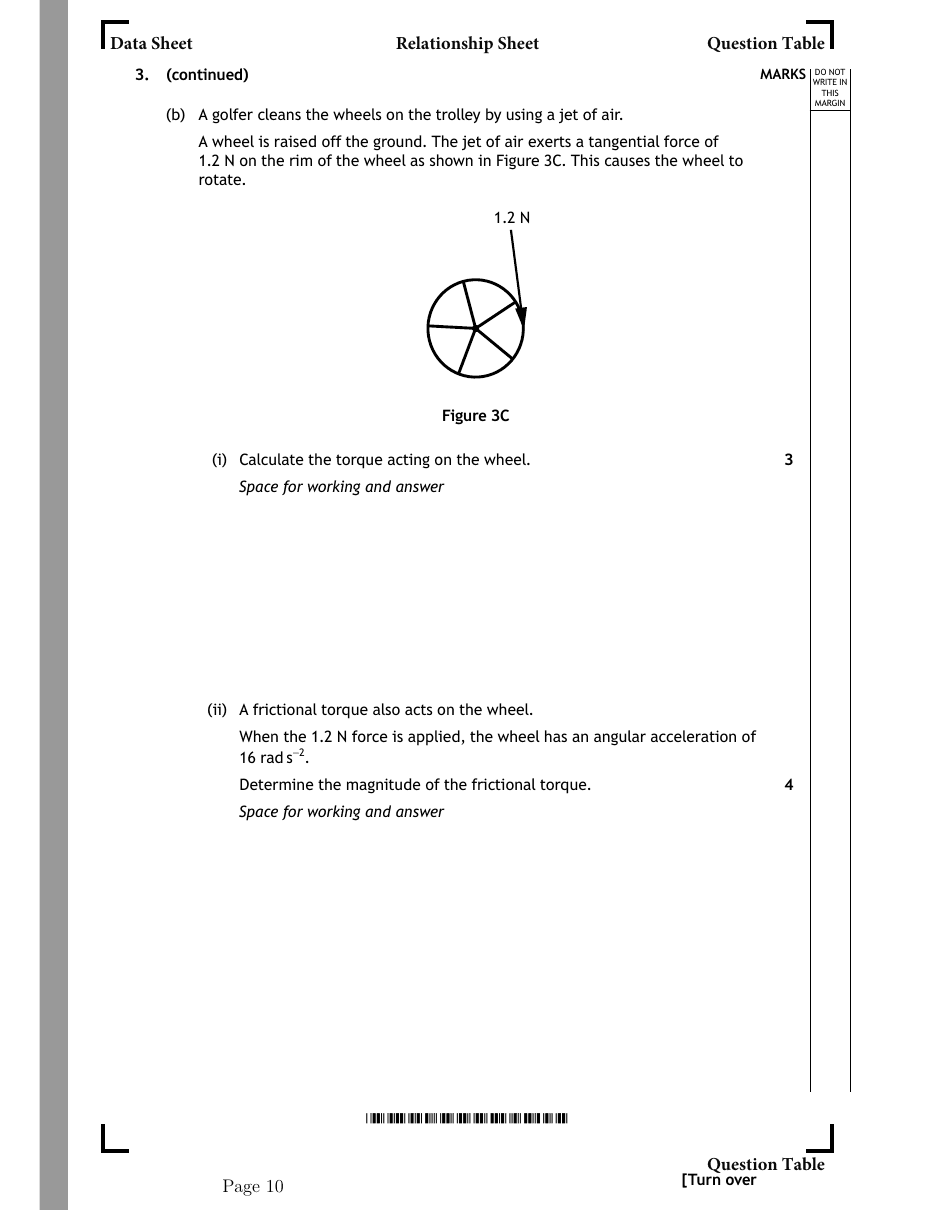 Data Sheet Relationship Sheet Question Table
3. (continued) MARKS
DO NOT
WRITE IN
THIS
MARGIN
(b) A golfer cleans the wheels on the trolley by using a jet of air.
A wheel is raised off the ground. The jet of air exerts a tangential force of
1.2 N on the rim of the wheel as shown in Figure 3C. This causes the wheel to
rotate.
1.2 N
Figure 3C
(i) Calculate the torque acting on the wheel. 3
Space for working and answer
(ii) A frictional torque also acts on the wheel.
When the 1.2 N force is applied, the wheel has an angular acceleration of
16 rad s⁻².
Determine the magnitude of the frictional torque. 4
Space for working and answer
Question Table
[Turn over
Page 10